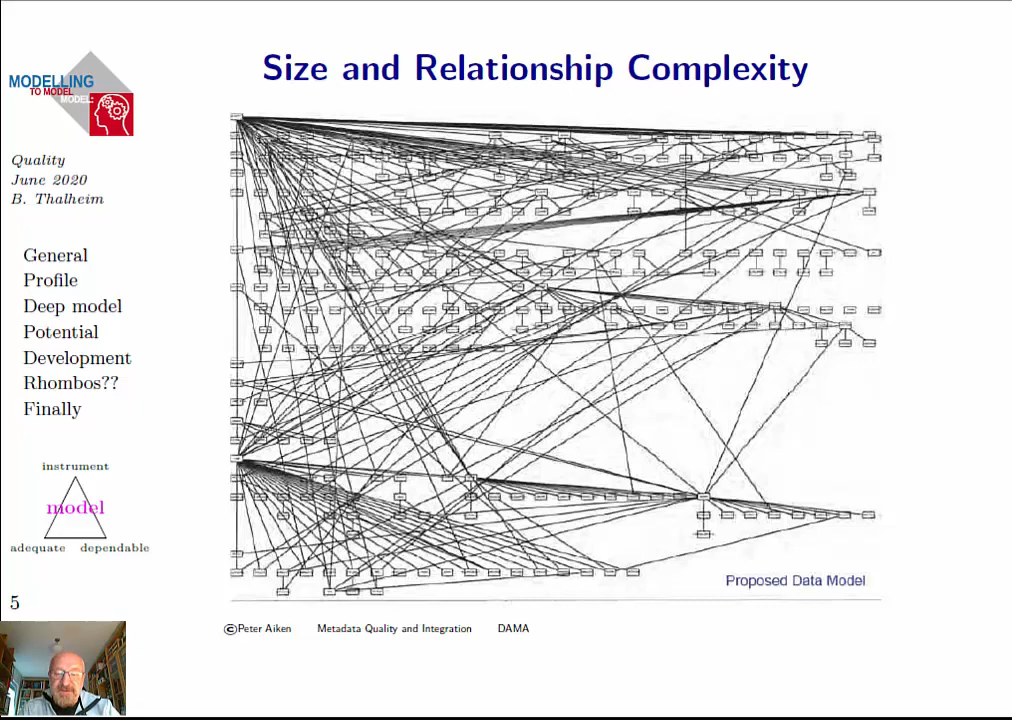 Size and Relationship Complexity
MODELLING
TO MODEL
MODEL:
Quality
June 2020
B. Thalheim
General
Profile
Deep model
Potential
Development
Rhombos??
Finally
instrument
model
adequate dependable
5
Proposed Data Model
©Peter Aiken Metadata Quality and Integration DAMA